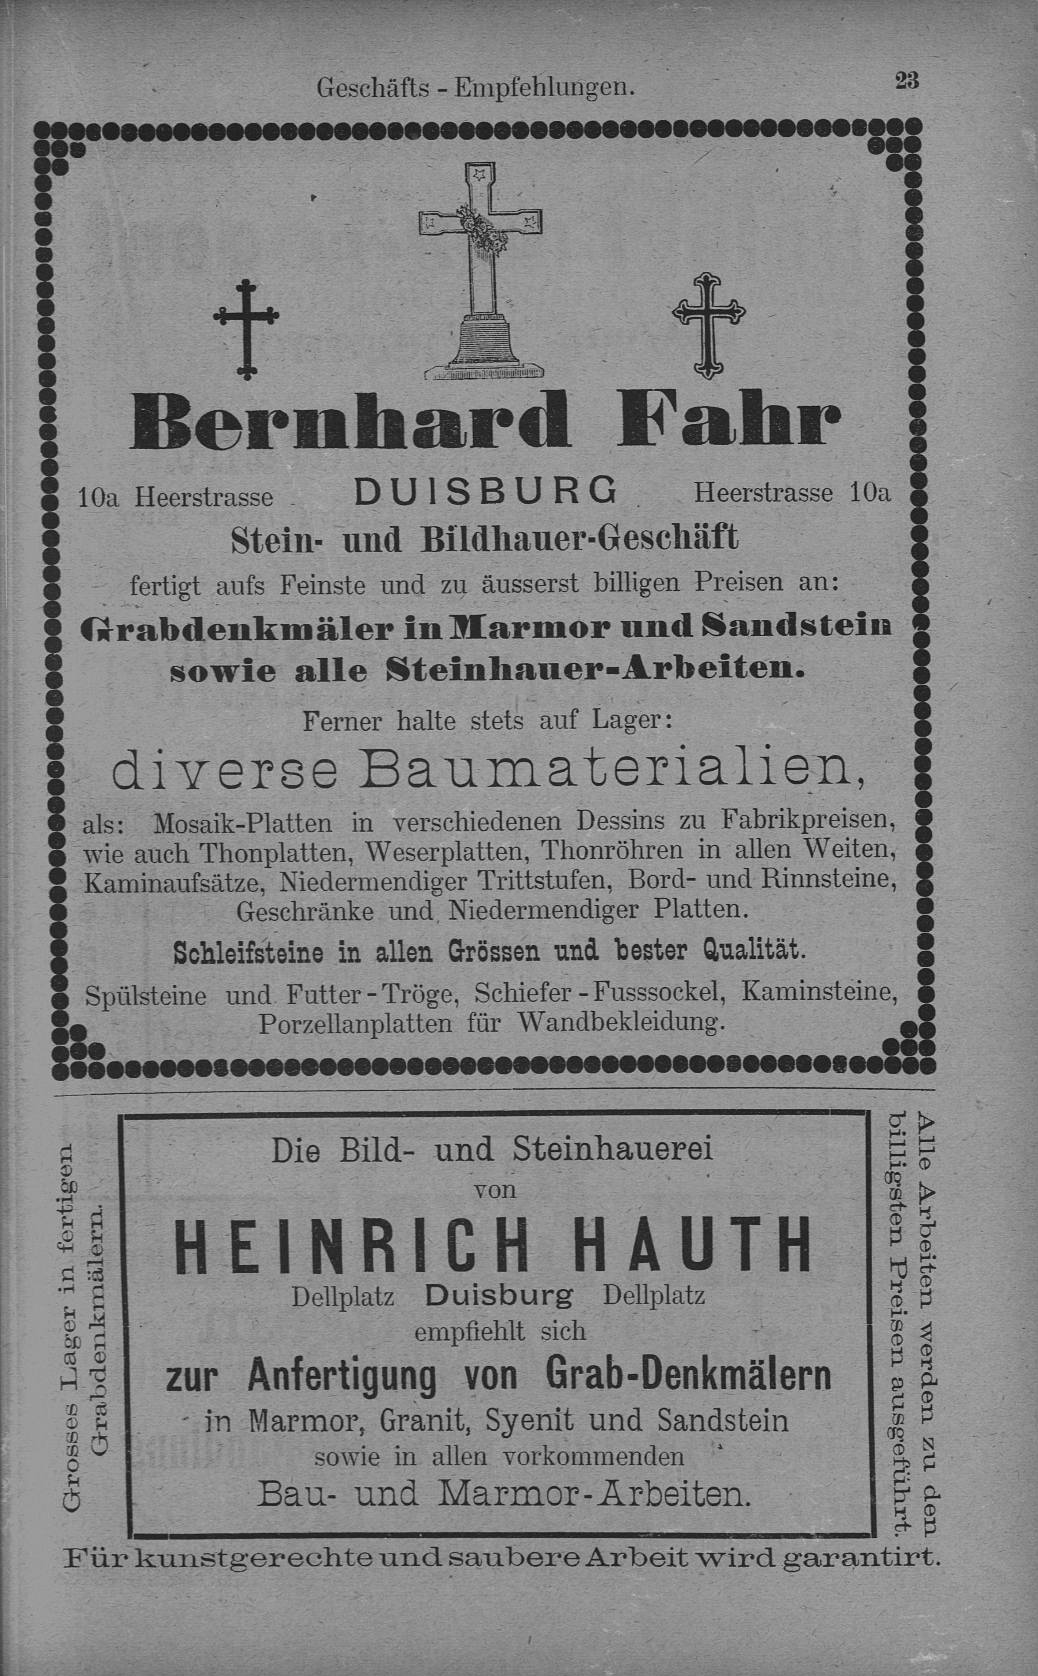 Geschäfts - Empfehlungen.
23
Bernhard Fahr
10a Heerstrasse DUISBURG Heerstrasse 10a
Stein- und Bildhauer-Geschäft
fertigt aufs Feinste und zu äusserst billigen Preisen an:
Grabdenkmäler in Marmor und Sandstein
sowie alle Steinhauer-Arbeiten.
Ferner halte stets auf Lager:
diverse Baumaterialien,
als: Mosaik-Platten in verschiedenen Dessins zu Fabrikpreisen,
wie auch Thonplatten, Weserplatten, Thonröhren in allen Weiten,
Kaminaufsätze, Niedermendiger Trittstufen, Bord- und Rinnsteine,
Geschränke und Niedermendiger Platten.
Schleifsteine in allen Grössen und bester Qualität.
Spülsteine und Futter-Tröge, Schiefer-Fusssockel, Kaminsteine,
Porzellanplatten für Wandbekleidung.
Grosses Lager in fertigen
Grabdenkmälern.
Die Bild- und Steinhauerei
von
HEINRICH HAUTH
Dellplatz Duisburg Dellplatz
empfiehlt sich
zur Anfertigung von Grab-Denkmälern
in Marmor, Granit, Syenit und Sandstein
sowie in allen vorkommenden
Bau- und Marmor-Arbeiten.
Alle Arbeiten werden zu den
billigsten Preisen ausgeführt.
Für kunstgerechte und saubere Arbeit wird garantirt.